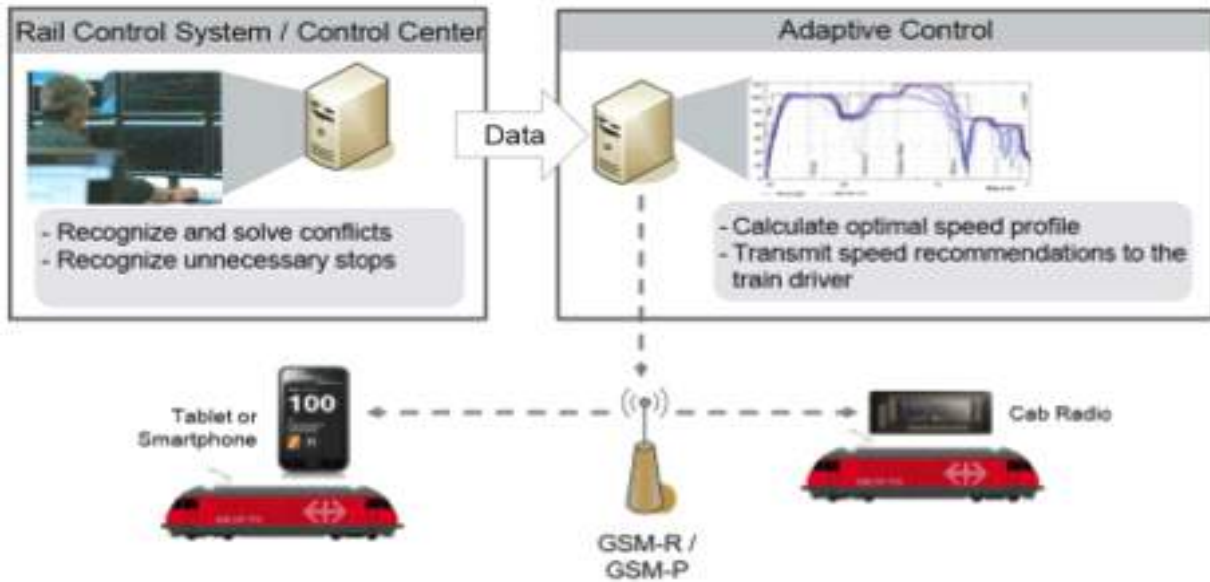 Rail Control System / Control Center
Adaptive Control
Data
- Recognize and solve conflicts
- Recognize unnecessary stops
- Calculate optimal speed profile
- Transmit speed recommendations to the
train driver
Tablet or
Smartphone
100
Cab Radio
GSM-R /
GSM-P